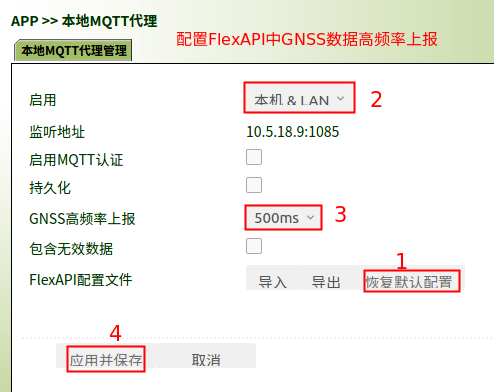 APP >> 本地MQTT代理
配置FlexAPI中GNSS数据高频率上报
本地MQTT代理管理
启用 本机 & LAN 2
监听地址 10.5.18.9:1085
启用MQTT认证
持久化
GNSS高频率上报 500ms 3
包含无效数据
1
FlexAPI配置文件 导入 导出 恢复默认配置
4
应用并保存 取消